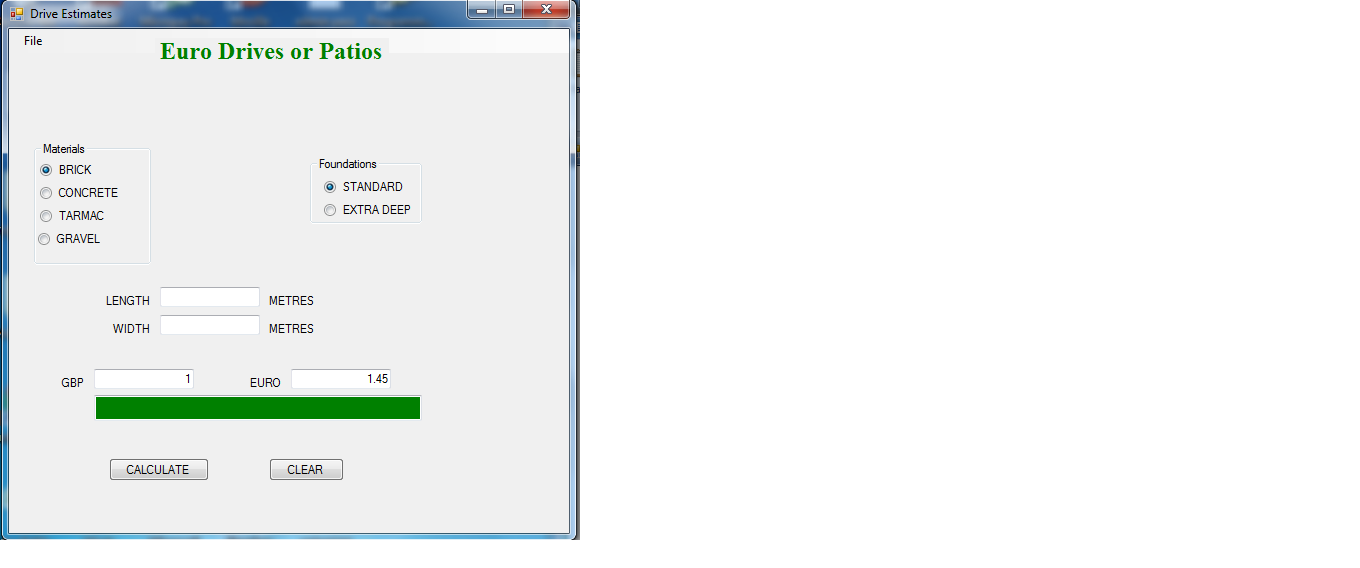 Drive Estimates
File
Euro Drives or Patios
Materials
BRICK
CONCRETE
TARMAC
GRAVEL
Foundations
STANDARD
EXTRA DEEP
LENGTH METRES
WIDTH METRES
GBP 1 EURO 1.45
CALCULATE CLEAR